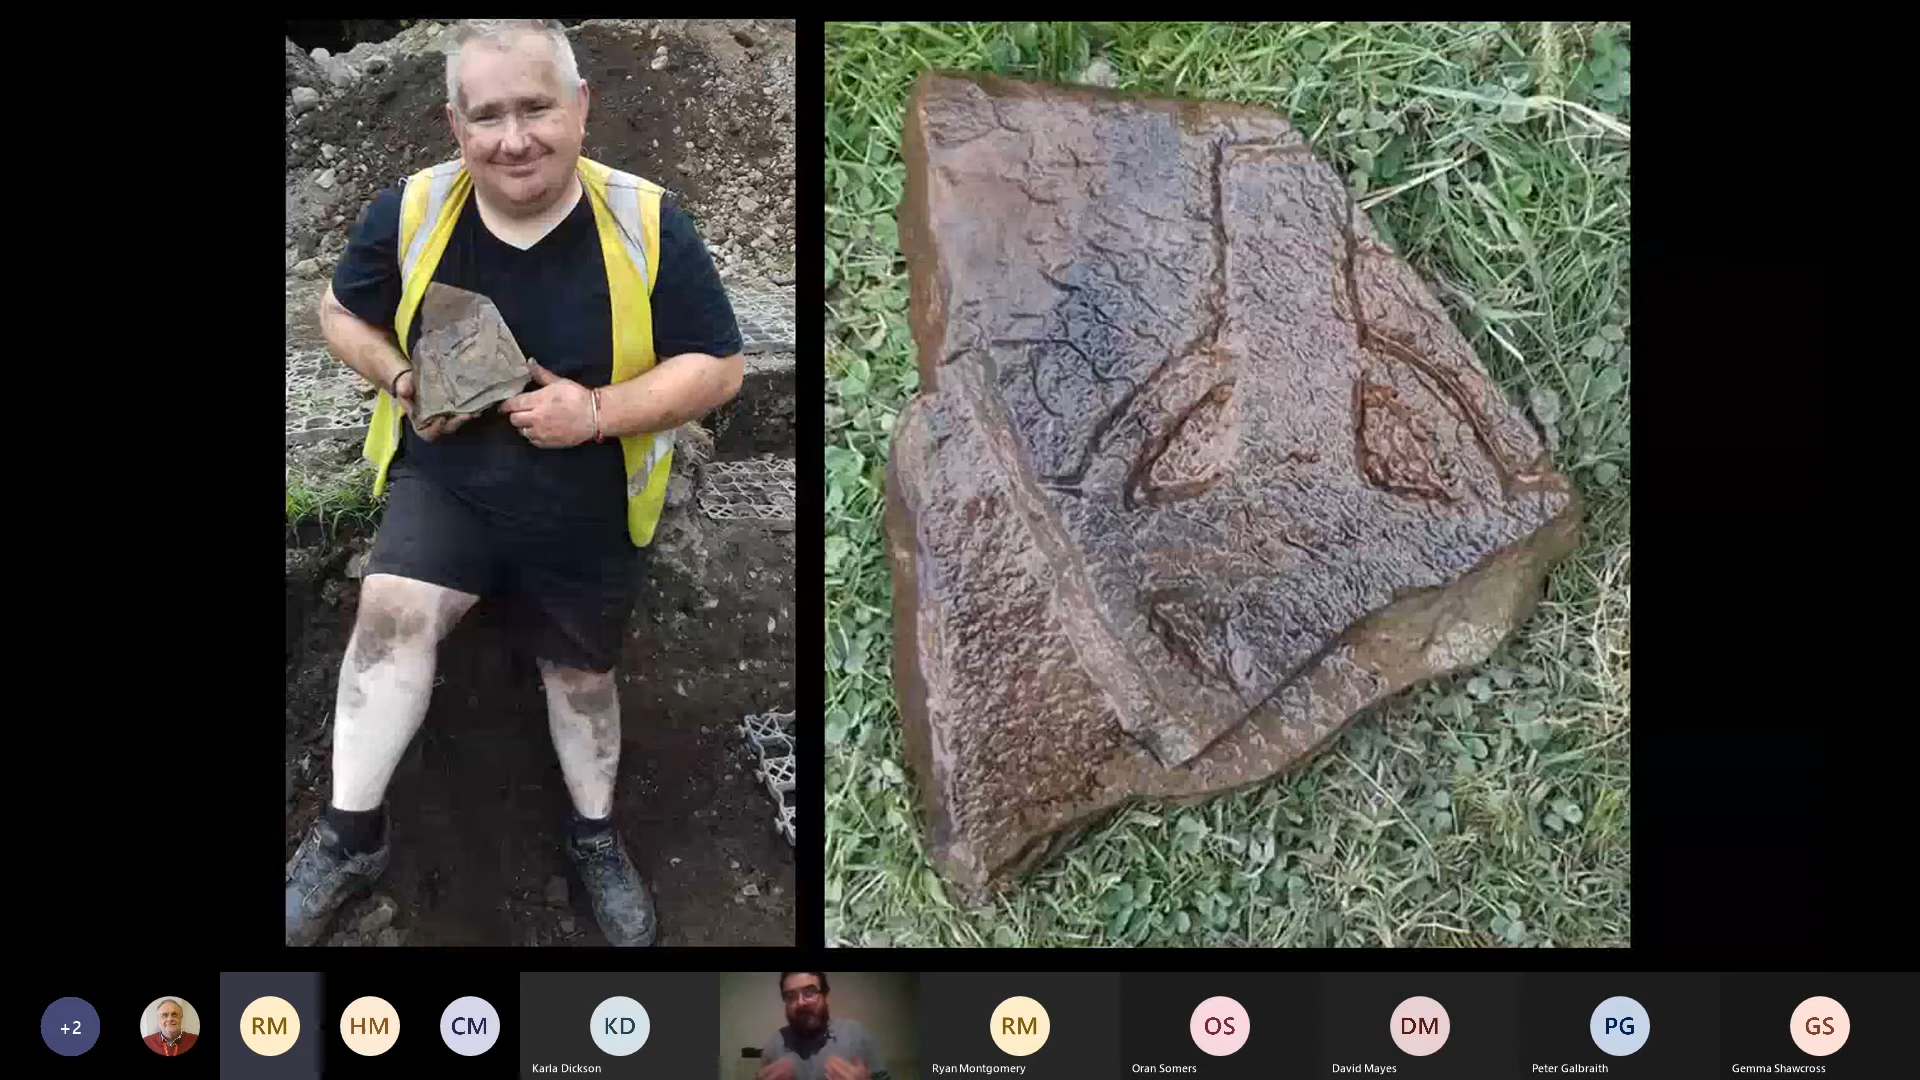 +2
RM
HM
CM
KD
Karla Dickson
RM
Ryan Montgomery
OS
Oran Somers
DM
David Mayes
PG
Peter Galbraith
GS
Gemma Shawcross